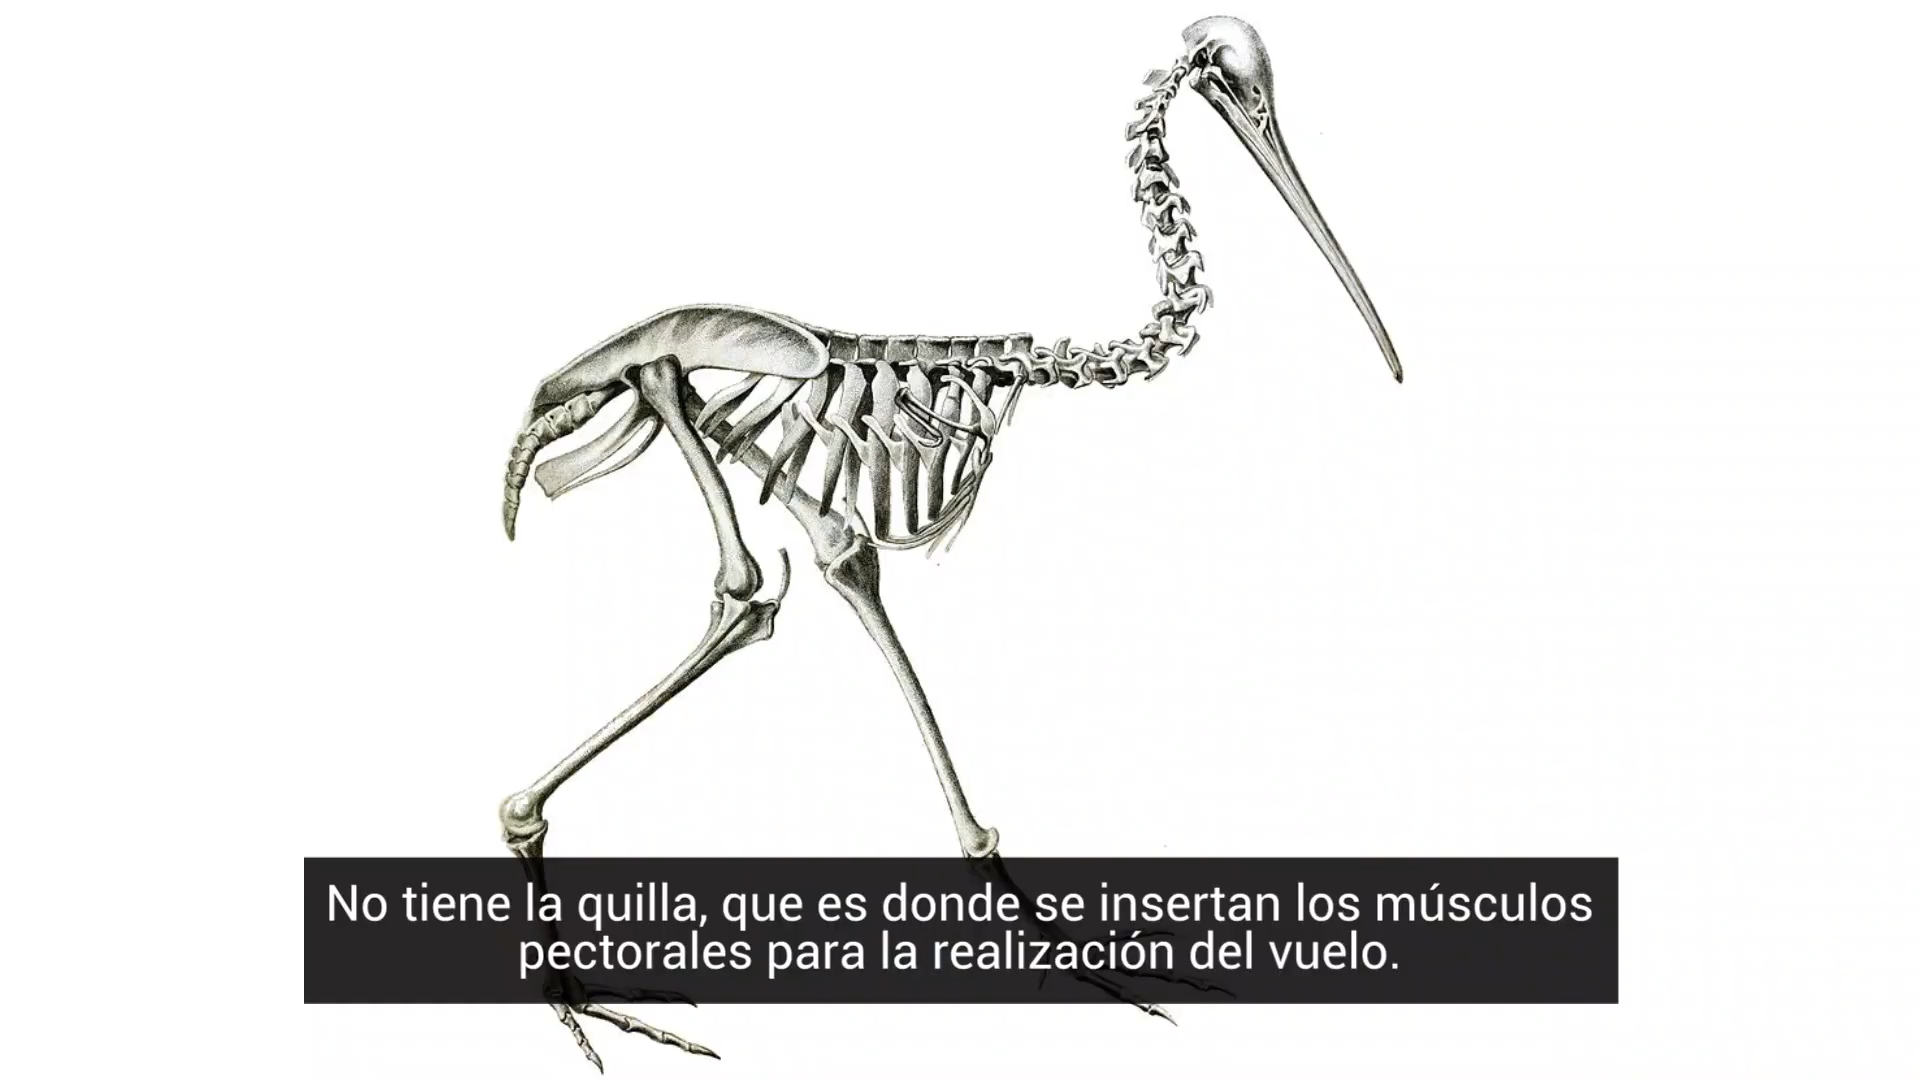 No tiene la quilla, que es donde se insertan los músculos
pectorales para la realización del vuelo.